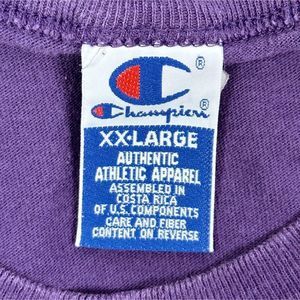 ®
Champion®
XX-LARGE
AUTHENTIC
ATHLETIC APPAREL
ASSEMBLED IN
COSTA RICA
OF U.S. COMPONENTS
CARE AND FIBER
CONTENT ON REVERSE